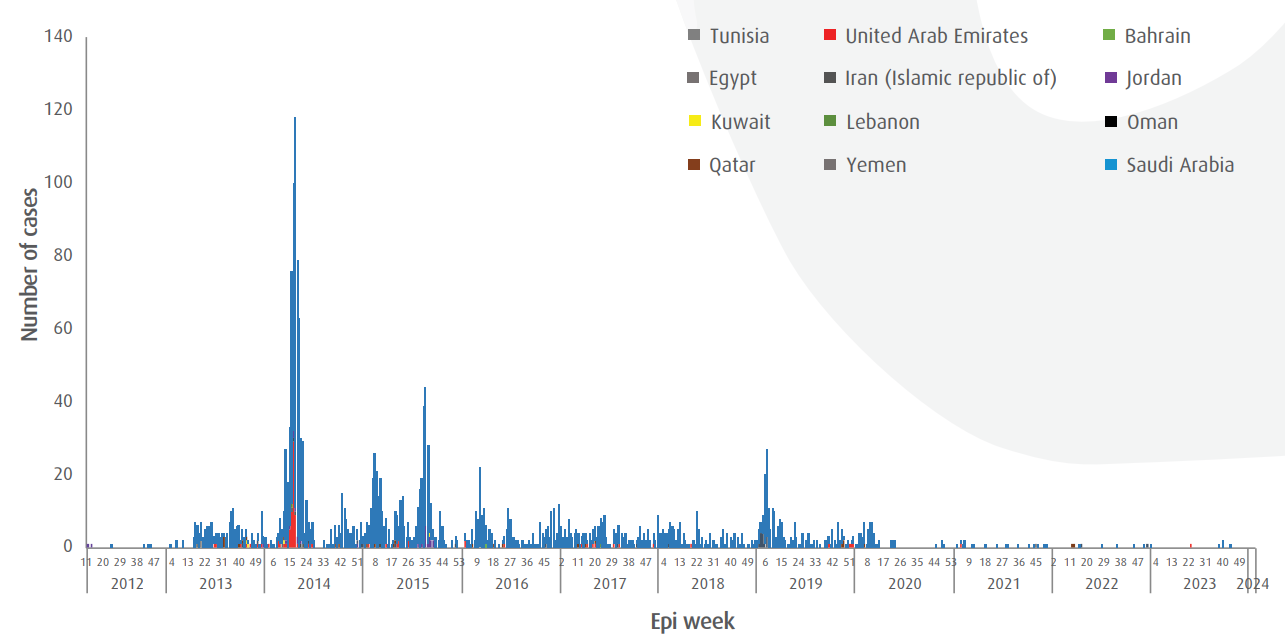 140
120
100
80
60
40
20
0
Number of cases
Tunisia United Arab Emirates Bahrain
Egypt Iran (Islamic republic of) Jordan
Kuwait Lebanon Oman
Qatar Yemen Saudi Arabia
11 20 29 38 47 4 13 22 31 40 49 6 15 24 33 42 51 8 17 26 35 44 53 9 18 27 36 45 2 11 20 29 38 47 4 13 22 31 40 49 6 15 24 33 42 51 8 17 26 35 44 53 9 18 27 36 45 2 11 20 29 38 47 4 13 22 31 40 49
2012 2013 2014 2015 2016 2017 2018 2019 2020 2021 2022 2023 2024
Epi week